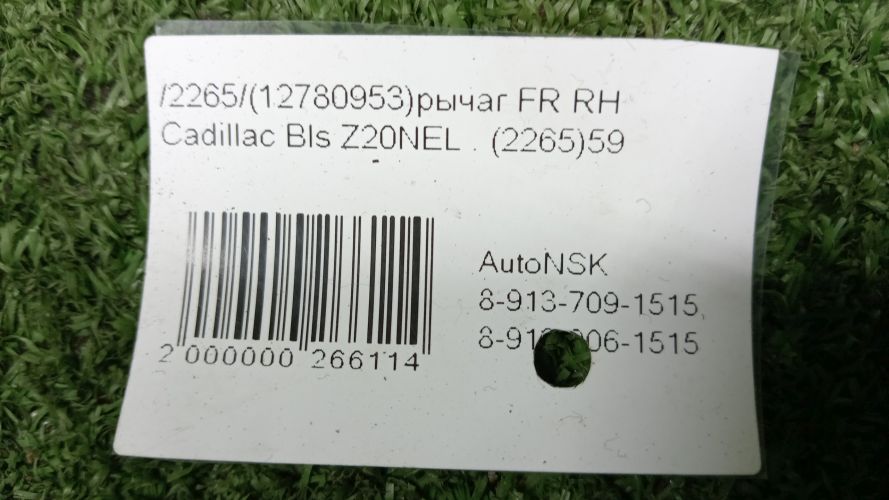 /2265/(12780953)рычаг FR RH
Cadillac Bls Z20NEL . (2265)59
AutoNSK
8-913-709-1515,
2 000000 266114